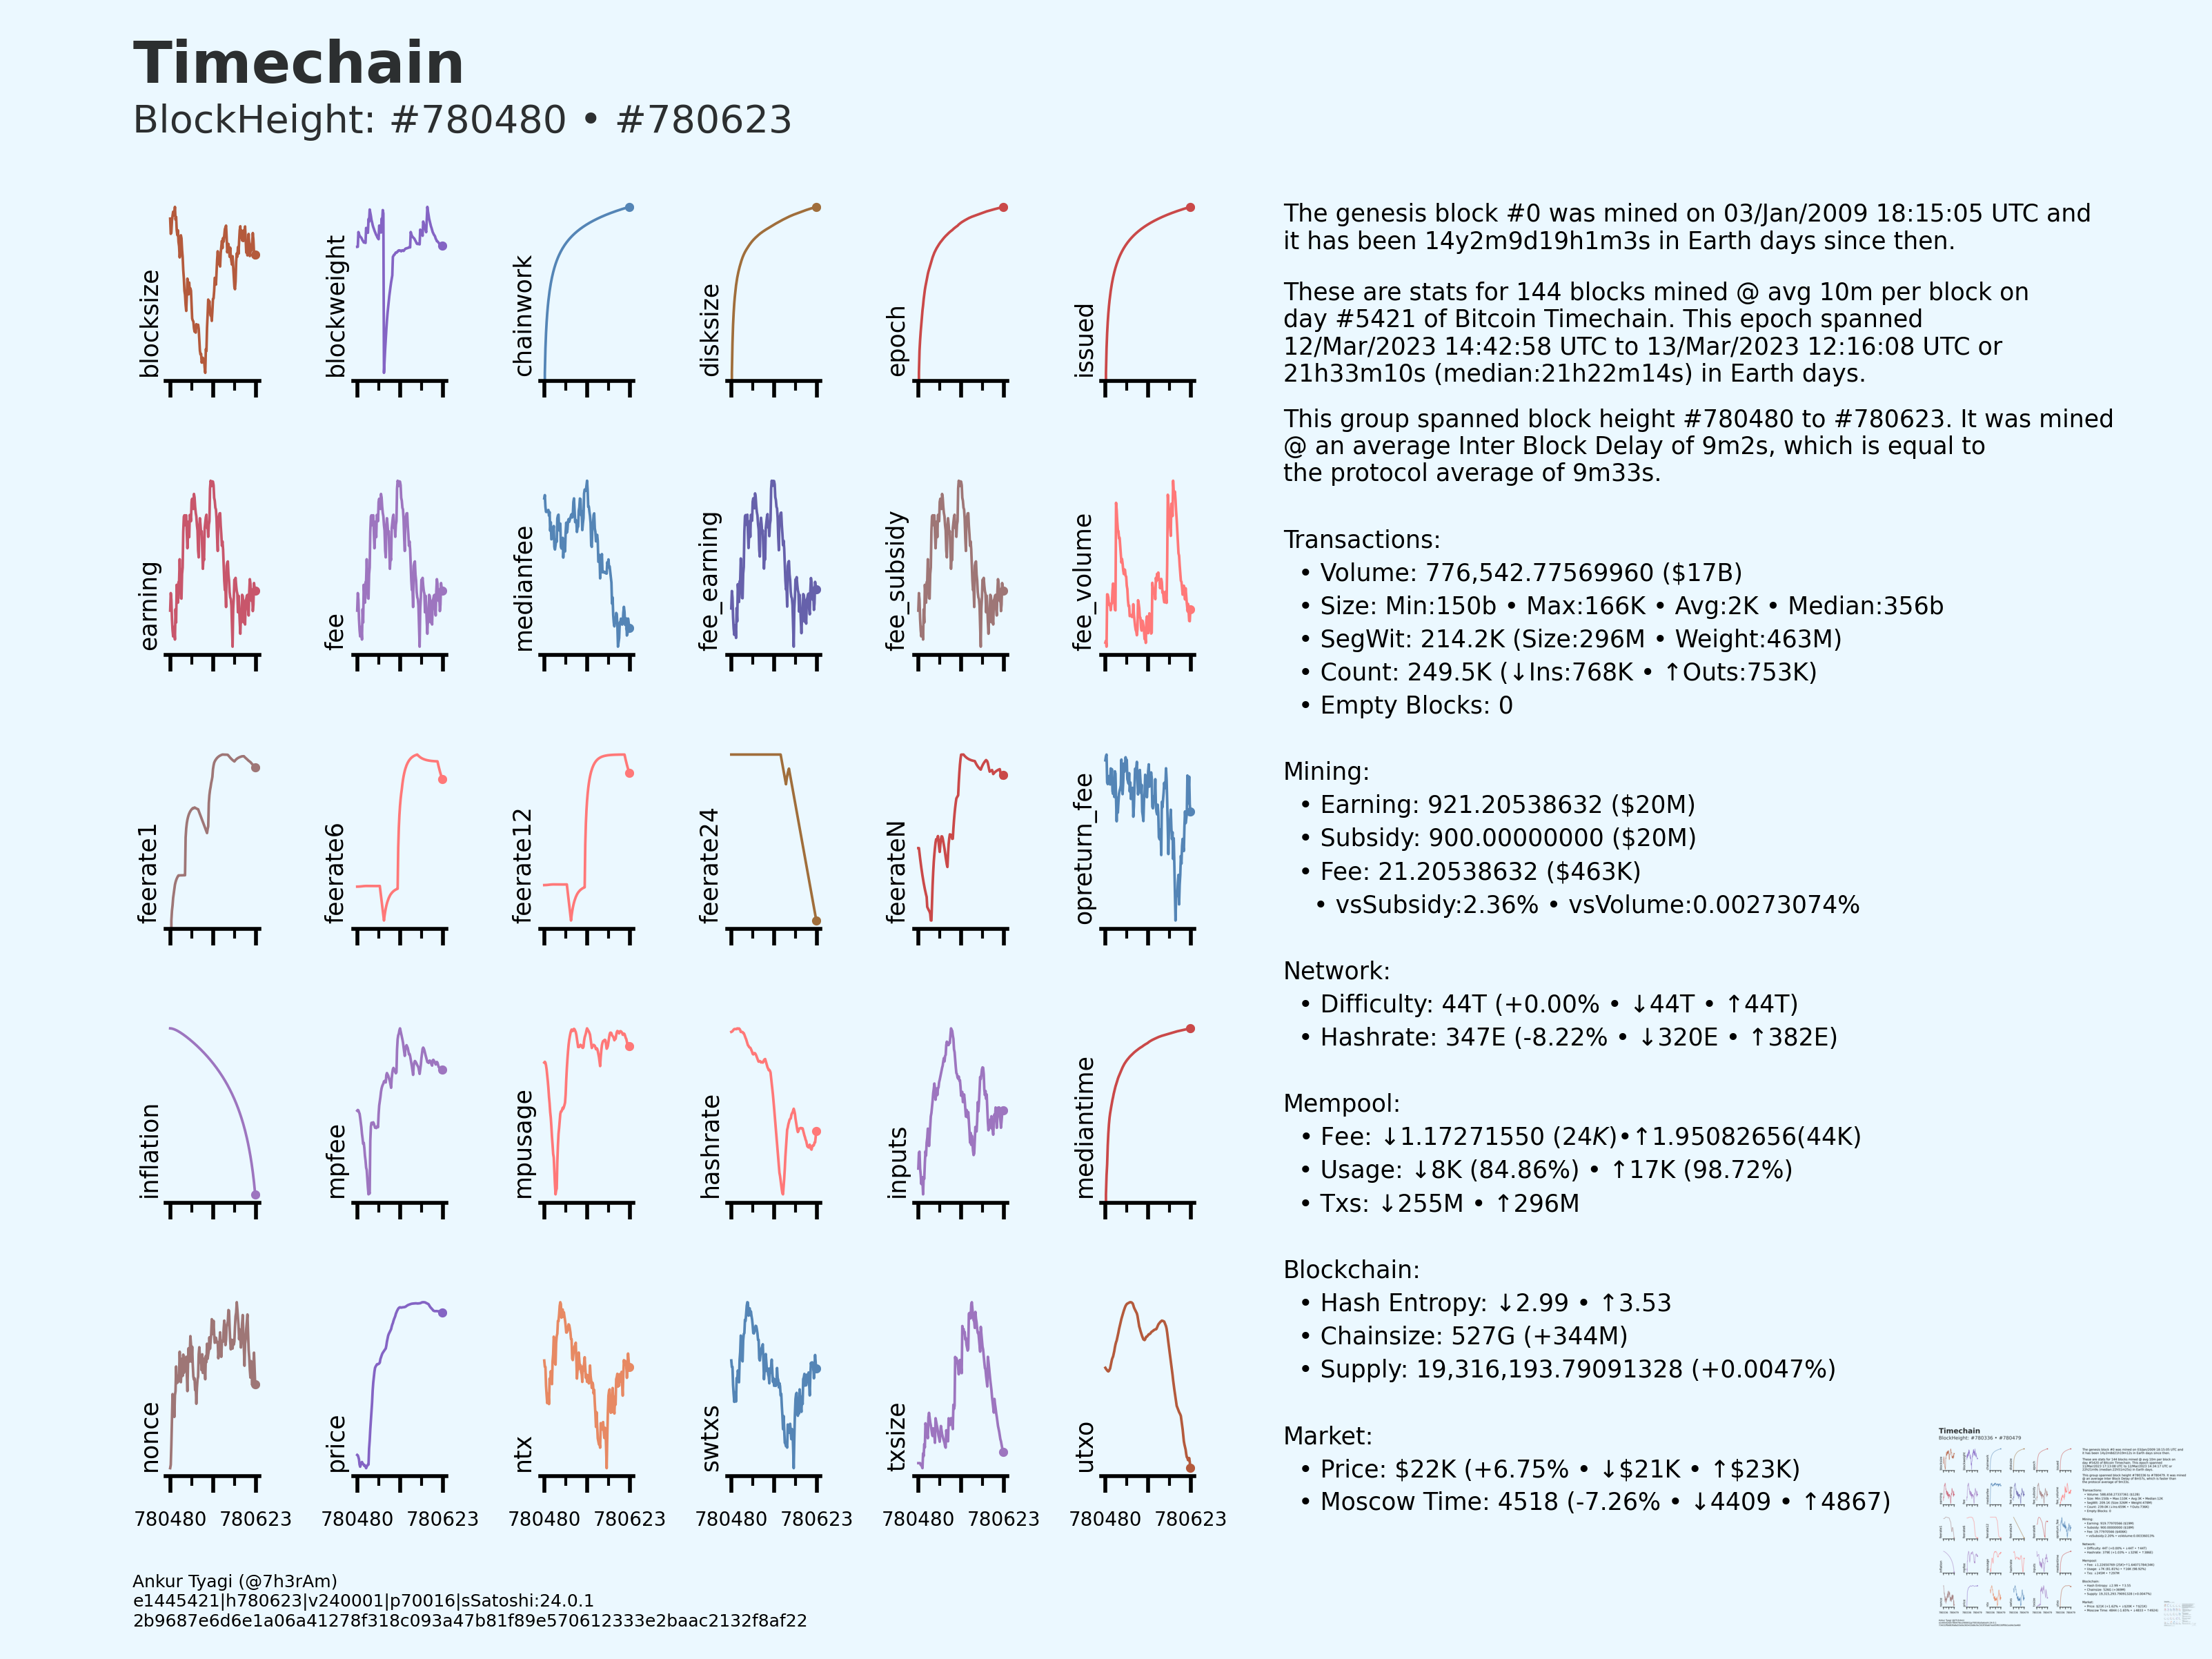 Timechain
BlockHeight: #780480 • #780623
blocksize
blockweight
chainwork
disksize
epoch
issued
earning
fee
medianfee
fee_earning
fee_subsidy
fee_volume
feerate1
feerate6
feerate12
feerate24
feerateN
opreturn_fee
inflation
mpfee
mpusage
hashrate
inputs
mediantime
nonce
price
ntx
swtxs
txsize
utxo
780480 780623 780480 780623 780480 780623 780480 780623 780480 780623 780480 780623
The genesis block #0 was mined on 03/Jan/2009 18:15:05 UTC and
it has been 14y2m9d19h1m3s in Earth days since then.
These are stats for 144 blocks mined @ avg 10m per block on
day #5421 of Bitcoin Timechain. This epoch spanned
12/Mar/2023 14:42:58 UTC to 13/Mar/2023 12:16:08 UTC or
21h33m10s (median:21h22m14s) in Earth days.
This group spanned block height #780480 to #780623. It was mined
@ an average Inter Block Delay of 9m2s, which is equal to
the protocol average of 9m33s.
Transactions:
• Volume: 776,542.77569960 ($17B)
• Size: Min:150b • Max:166K • Avg:2K • Median:356b
• SegWit: 214.2K (Size:296M • Weight:463M)
• Count: 249.5K (↓Ins:768K • ↑Outs:753K)
• Empty Blocks: 0
Mining:
• Earning: 921.20538632 ($20M)
• Subsidy: 900.00000000 ($20M)
• Fee: 21.20538632 ($463K)
• vsSubsidy:2.36% • vsVolume:0.00273074%
Network:
• Difficulty: 44T (+0.00% • ↓44T • ↑44T)
• Hashrate: 347E (-8.22% • ↓320E • ↑382E)
Mempool:
• Fee: ↓1.17271550 (24K)•↑1.95082656(44K)
• Usage: ↓8K (84.86%) • ↑17K (98.72%)
• Txs: ↓255M • ↑296M
Blockchain:
• Hash Entropy: ↓2.99 • ↑3.53
• Chainsize: 527G (+344M)
• Supply: 19,316,193.79091328 (+0.0047%)
Market:
• Price: $22K (+6.75% • ↓$21K • ↑$23K)
• Moscow Time: 4518 (-7.26% • ↓4409 • ↑4867)
Timechain
BlockHeight: #780336 • #780479
Ankur Tyagi (@7h3rAm)
e1445421|h780623|v240001|p70016|sSatoshi:24.0.1
2b9687e6d6e1a06a41278f318c093a47b81f89e570612333e2baac2132f8af22